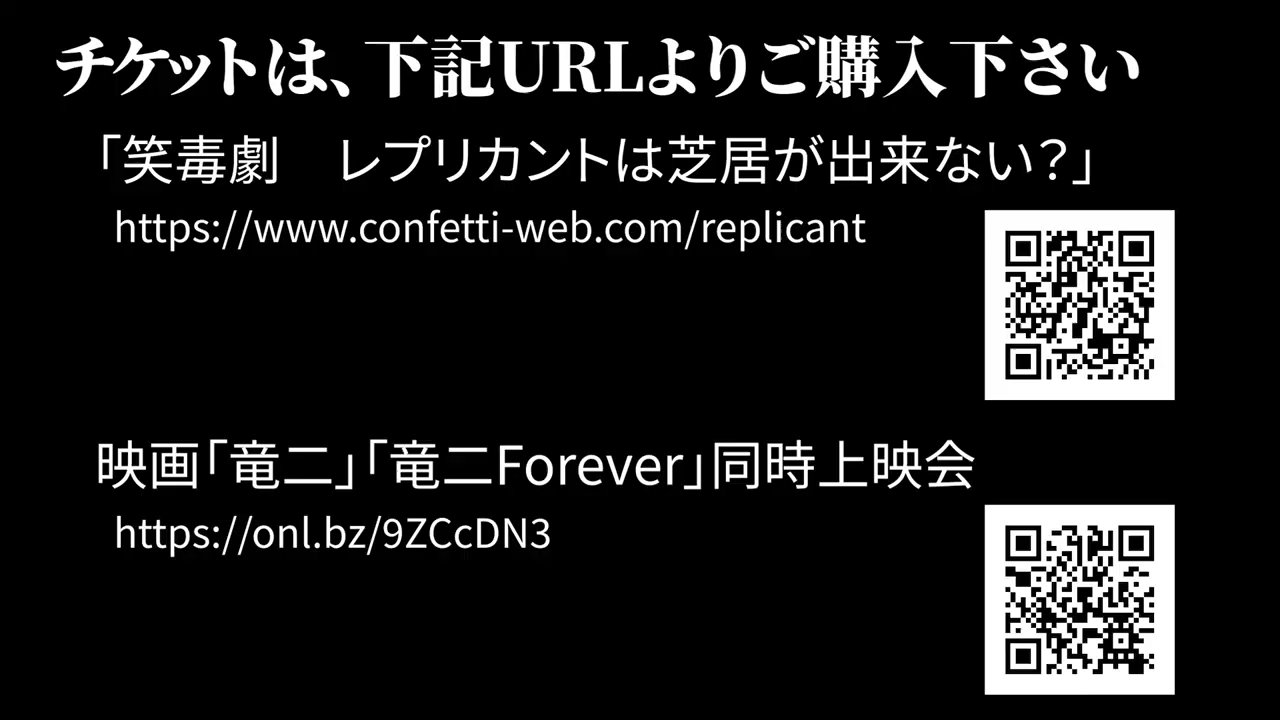 チケットは、下記URLよりご購入下さい
「笑毒劇　レプリカントは芝居が出来ない？」
https://www.confetti-web.com/replicant
映画「竜二」「竜二Forever」同時上映会
https://onl.bz/9ZCcDN3